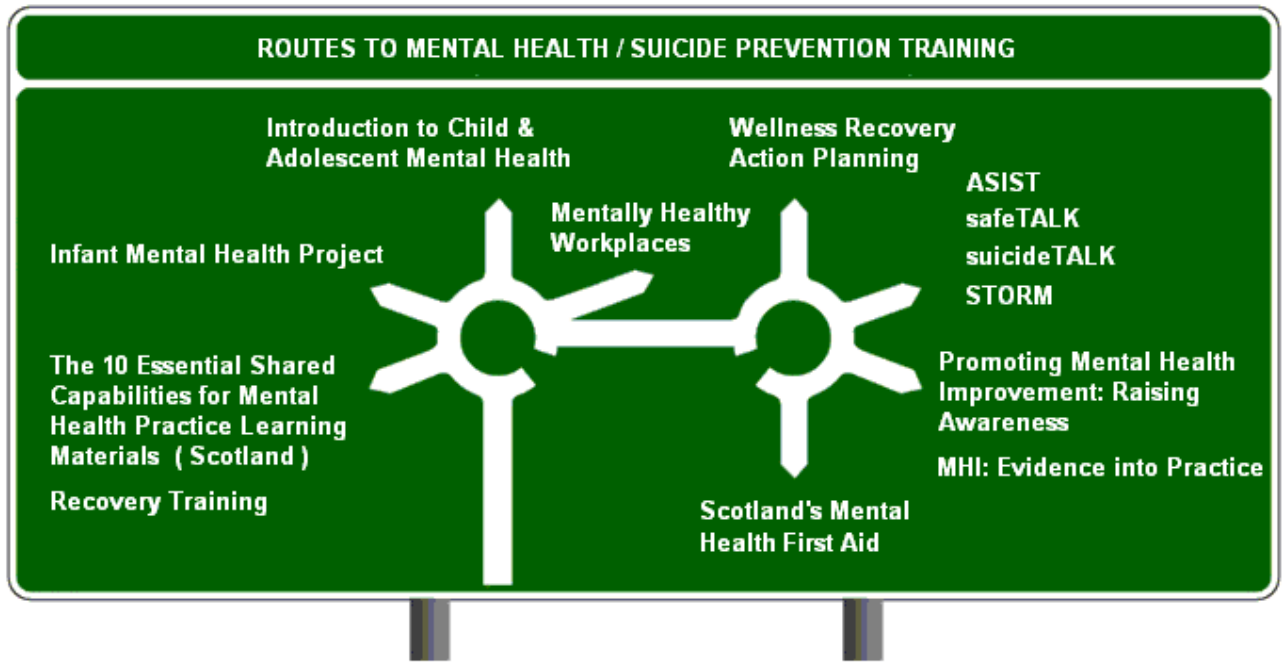 ROUTES TO MENTAL HEALTH / SUICIDE PREVENTION TRAINING
Introduction to Child &
Adolescent Mental Health
Wellness Recovery
Action Planning
ASIST
safeTALK
suicideTALK
STORM
Mentally Healthy
Workplaces
Infant Mental Health Project
The 10 Essential Shared
Capabilities for Mental
Health Practice Learning
Materials ( Scotland )
Recovery Training
Promoting Mental Health
Improvement: Raising
Awareness
MHI: Evidence into Practice
Scotland's Mental
Health First Aid